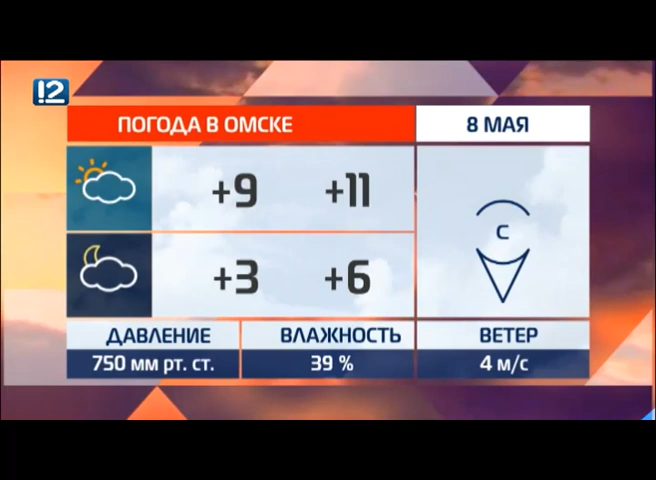 12
ПОГОДА В ОМСКЕ
8 МАЯ
+9 +11
С
+3 +6
ДАВЛЕНИЕ ВЛАЖНОСТЬ ВЕТЕР
750 мм рт. ст. 39 % 4 м/с